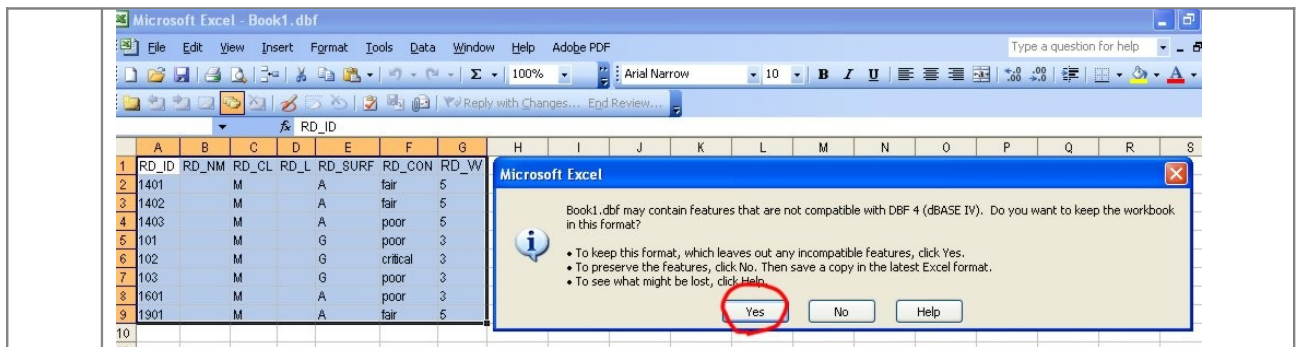 Microsoft Excel - Book1.dbf
File Edit View Insert Format Tools Data Window Help Adobe PDF Type a question for help
100% Arial Narrow 10 B I U
Reply with Changes... End Review...
fx RD_ID
A B C D E F G H I J K L M N O P Q R S
1 RD_ID RD_NM RD_CL RD_L RD_SURF RD_CON RD_W
2 1401 M A fair 5
3 1402 M A fair 5
4 1403 M A poor 5
5 101 M G poor 3
6 102 M G critical 3
7 103 M G poor 3
8 1601 M A poor 3
9 1901 M A fair 5
10
Microsoft Excel
Book1.dbf may contain features that are not compatible with DBF 4 (dBASE IV). Do you want to keep the workbook
in this format?
• To keep this format, which leaves out any incompatible features, click Yes.
• To preserve the features, click No. Then save a copy in the latest Excel format.
• To see what might be lost, click Help.
Yes No Help